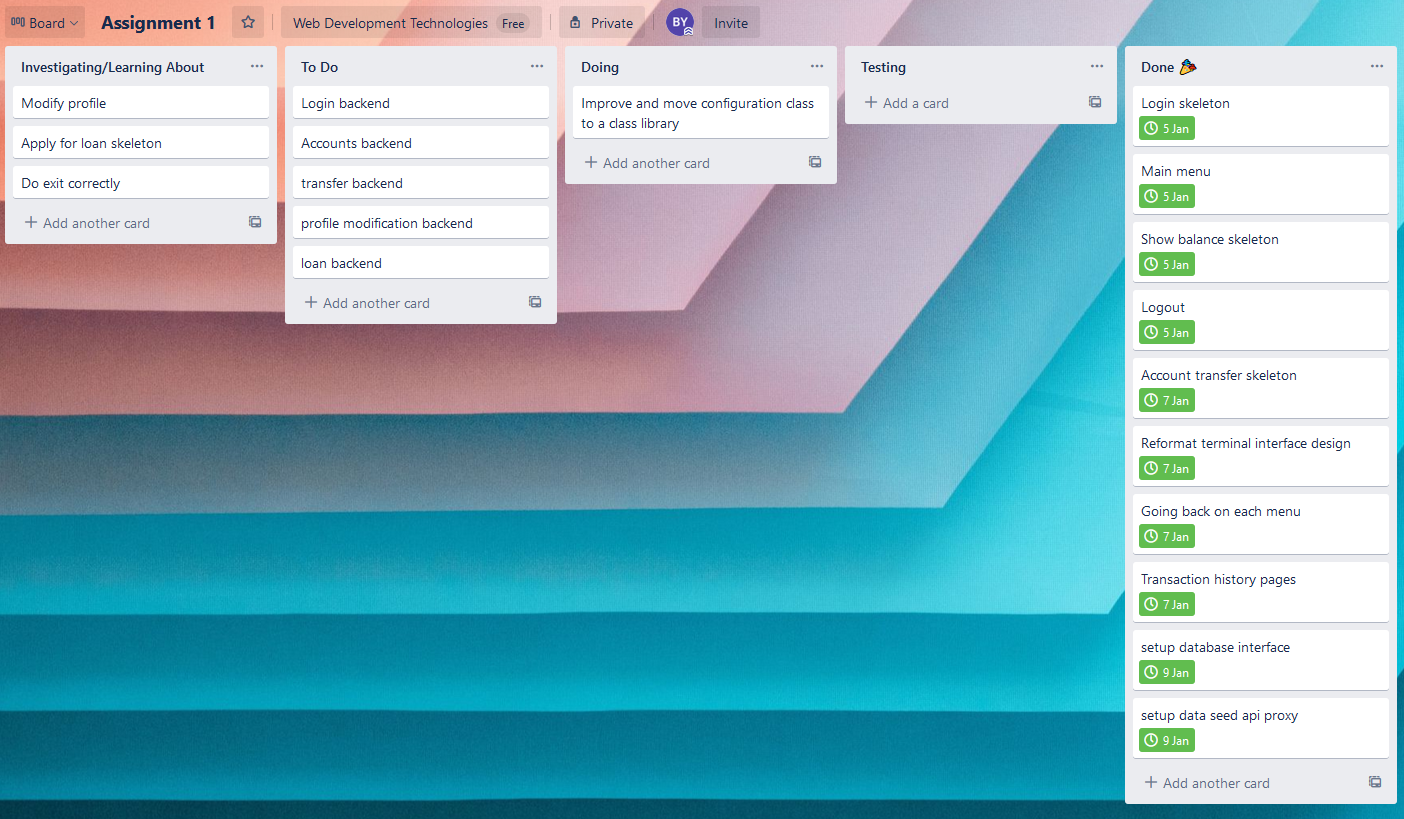 Board
Assignment 1
Web Development Technologies Free
Private
BY
Invite
Investigating/Learning About
Modify profile
Apply for loan skeleton
Do exit correctly
Add another card
To Do
Login backend
Accounts backend
transfer backend
profile modification backend
loan backend
Add another card
Doing
Improve and move configuration class
to a class library
Add another card
Testing
Add a card
Done
Login skeleton
5 Jan
Main menu
5 Jan
Show balance skeleton
5 Jan
Logout
5 Jan
Account transfer skeleton
7 Jan
Reformat terminal interface design
7 Jan
Going back on each menu
7 Jan
Transaction history pages
7 Jan
setup database interface
9 Jan
setup data seed api proxy
9 Jan
Add another card